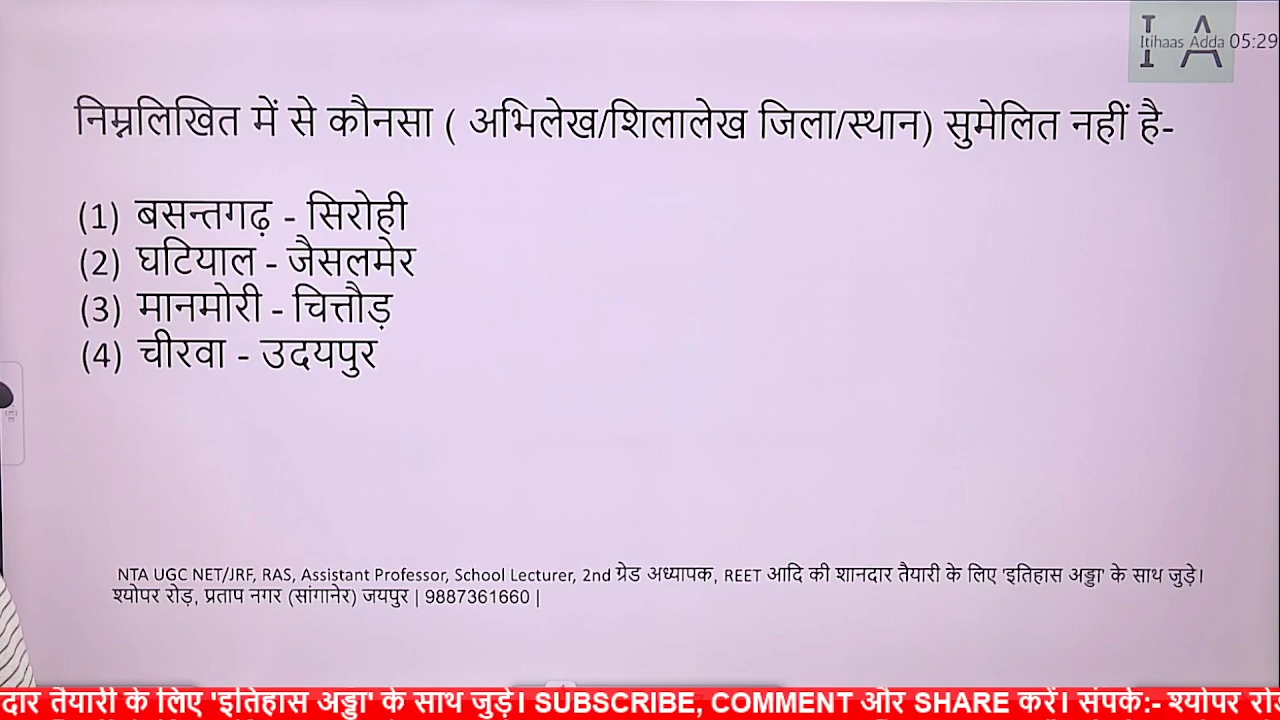 I A
Itihaas Adda 05:29
निम्नलिखित में से कौनसा ( अभिलेख/शिलालेख जिला/स्थान) सुमेलित नहीं है-
(1) बसन्तगढ़ - सिरोही
(2) घटियाल - जैसलमेर
(3) मानमोरी - चित्तौड़
(4) चीरवा - उदयपुर
NTA UGC NET/JRF, RAS, Assistant Professor, School Lecturer, 2nd ग्रेड अध्यापक, REET आदि की शानदार तैयारी के लिए 'इतिहास अड्डा' के साथ जुड़े।
श्योपर रोड़, प्रताप नगर (सांगानेर) जयपुर | 9887361660 |
दार तैयारी के लिए 'इतिहास अड्डा' के साथ जुड़े। SUBSCRIBE, COMMENT और SHARE करें। संपर्क:- श्योपर